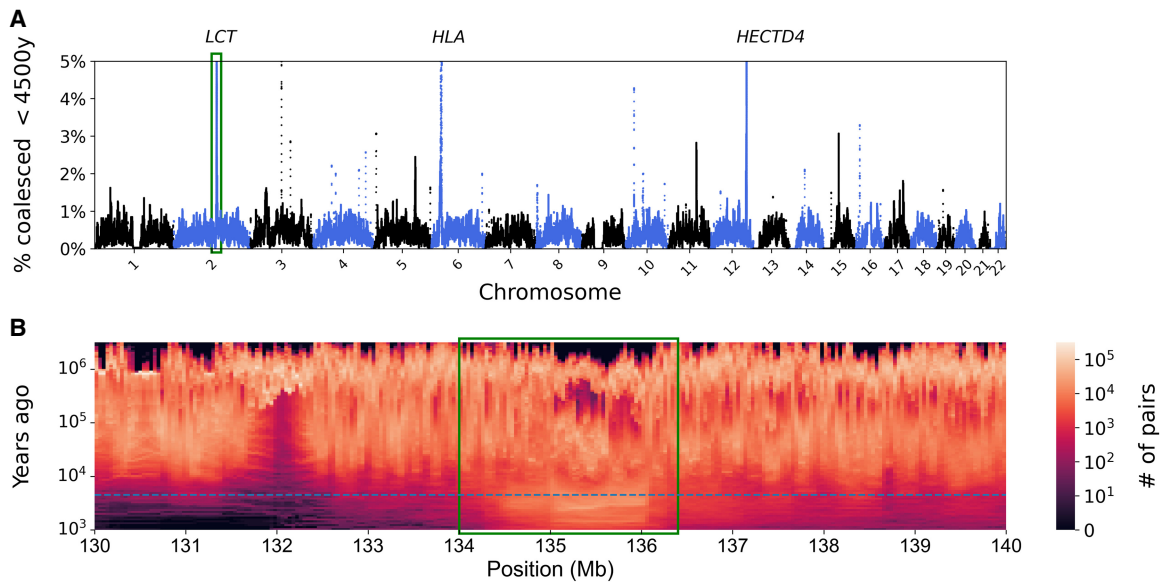 A
LCT HLA HECTD4
% coalesced < 4500y
5%
4%
3%
2%
1%
0%
1 2 3 4 5 6 7 8 9 10 11 12 13 14 15 16 17 18 19 20 21 22
Chromosome
B
Years ago
10⁶
10⁵
10⁴
10³
130 131 132 133 134 135 136 137 138 139 140
Position (Mb)
10⁵
10⁴
10³
10²
10¹
0
# of pairs